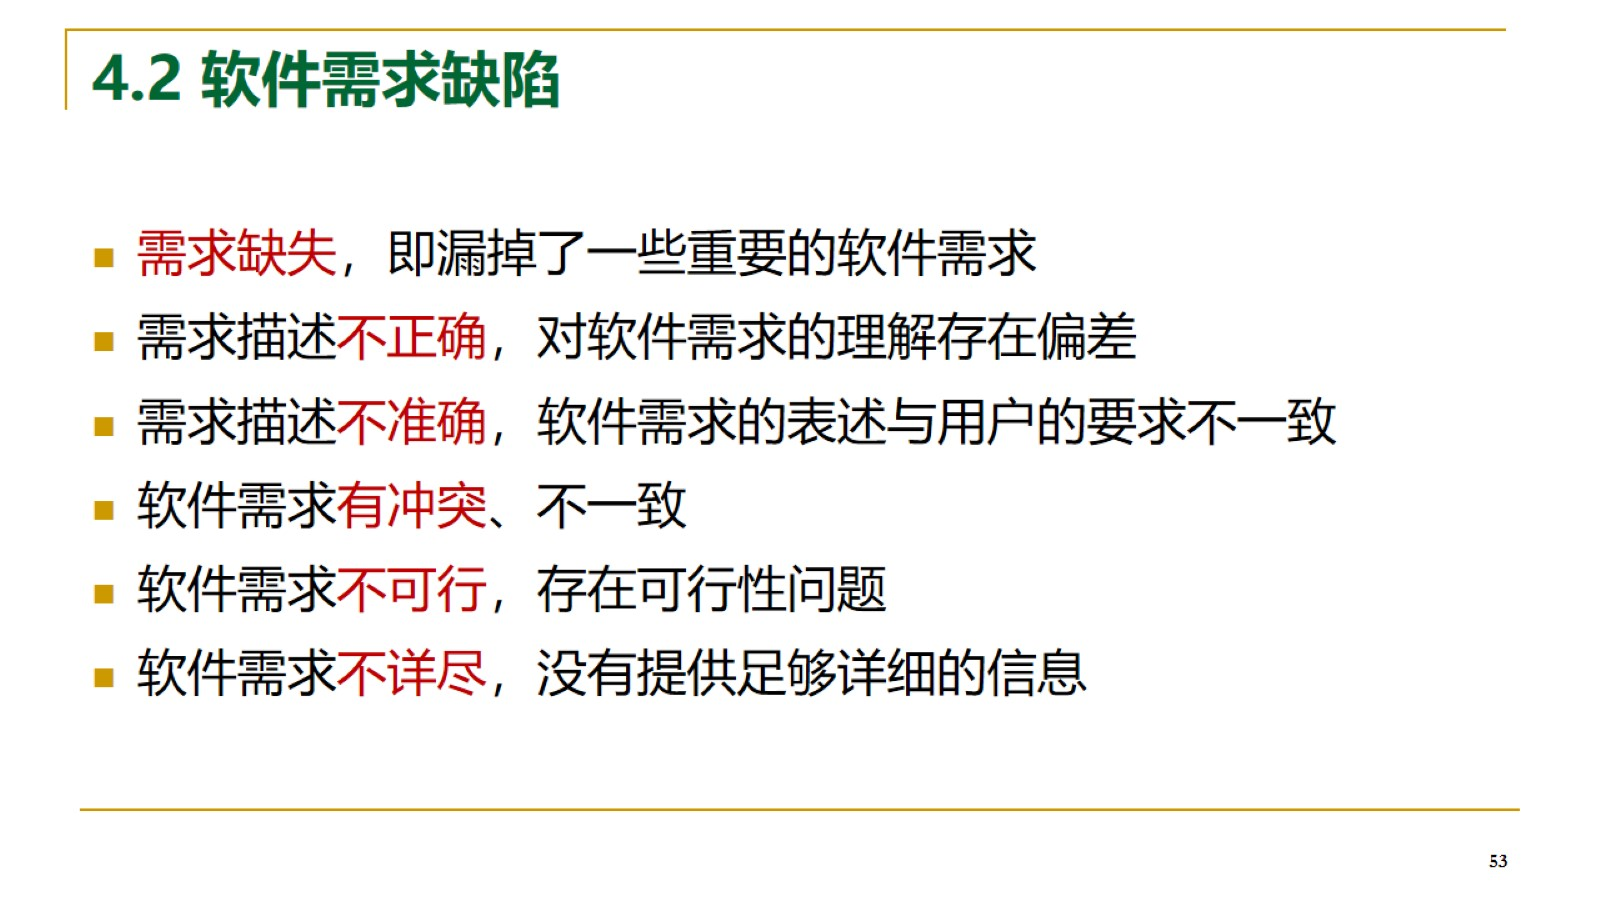 4.2 软件需求缺陷
需求缺失，即漏掉了一些重要的软件需求
需求描述不正确，对软件需求的理解存在偏差
需求描述不准确，软件需求的表述与用户的要求不一致
软件需求有冲突、不一致
软件需求不可行，存在可行性问题
软件需求不详尽，没有提供足够详细的信息
53